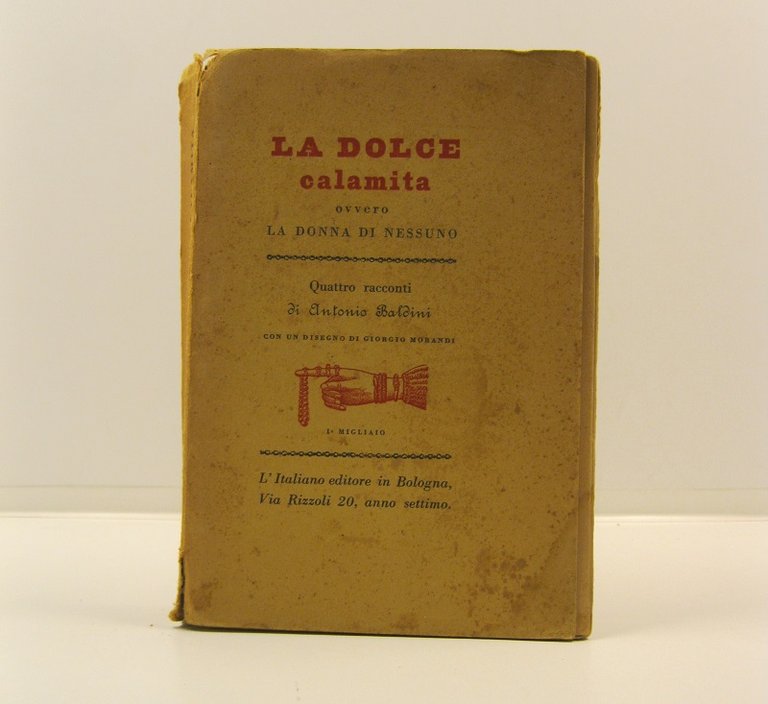 LA DOLCE
calamita
ovvero
LA DONNA DI NESSUNO
Quattro racconti
di Antonio Baldini
CON UN DISEGNO DI GIORGIO MORANDI
Iº MIGLIAIO
L'Italiano editore in Bologna,
Via Rizzoli 20, anno settimo.